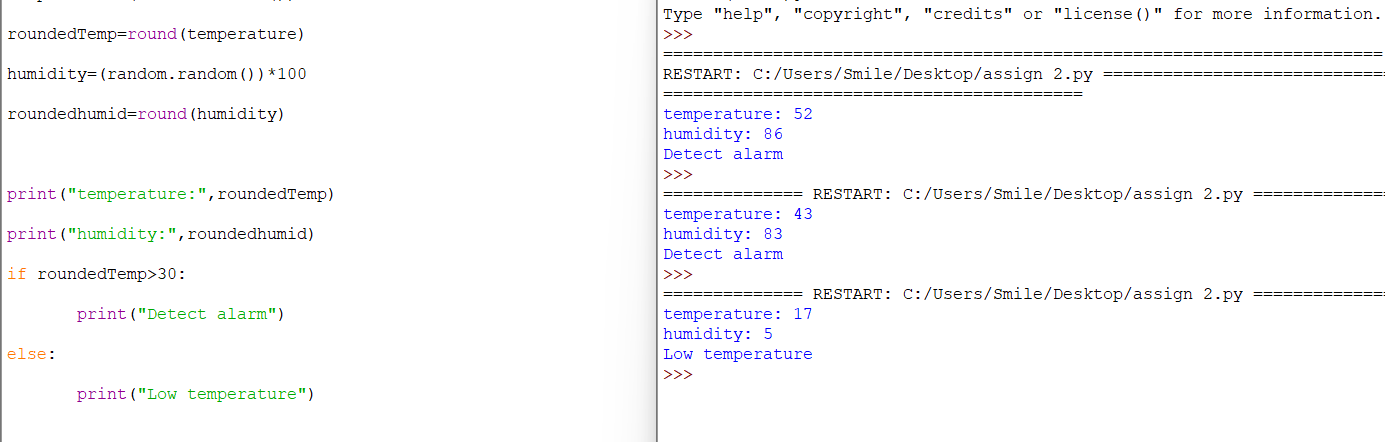 roundedTemp=round(temperature)
humidity=(random.random())*100
roundedhumid=round(humidity)
print("temperature:",roundedTemp)
print("humidity:",roundedhumid)
if roundedTemp>30:
print("Detect alarm")
else:
print("Low temperature")
Type "help", "copyright", "credits" or "license()" for more information.
>>>
========================================================================
RESTART: C:/Users/Smile/Desktop/assign 2.py =============================
==========================================
temperature: 52
humidity: 86
Detect alarm
>>>
============== RESTART: C:/Users/Smile/Desktop/assign 2.py ==============
temperature: 43
humidity: 83
Detect alarm
>>>
============== RESTART: C:/Users/Smile/Desktop/assign 2.py ==============
temperature: 17
humidity: 5
Low temperature
>>>